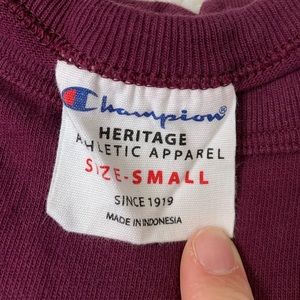 Champion
HERITAGE
ATHLETIC APPAREL
SIZE-SMALL
SINCE 1919
MADE IN INDONESIA